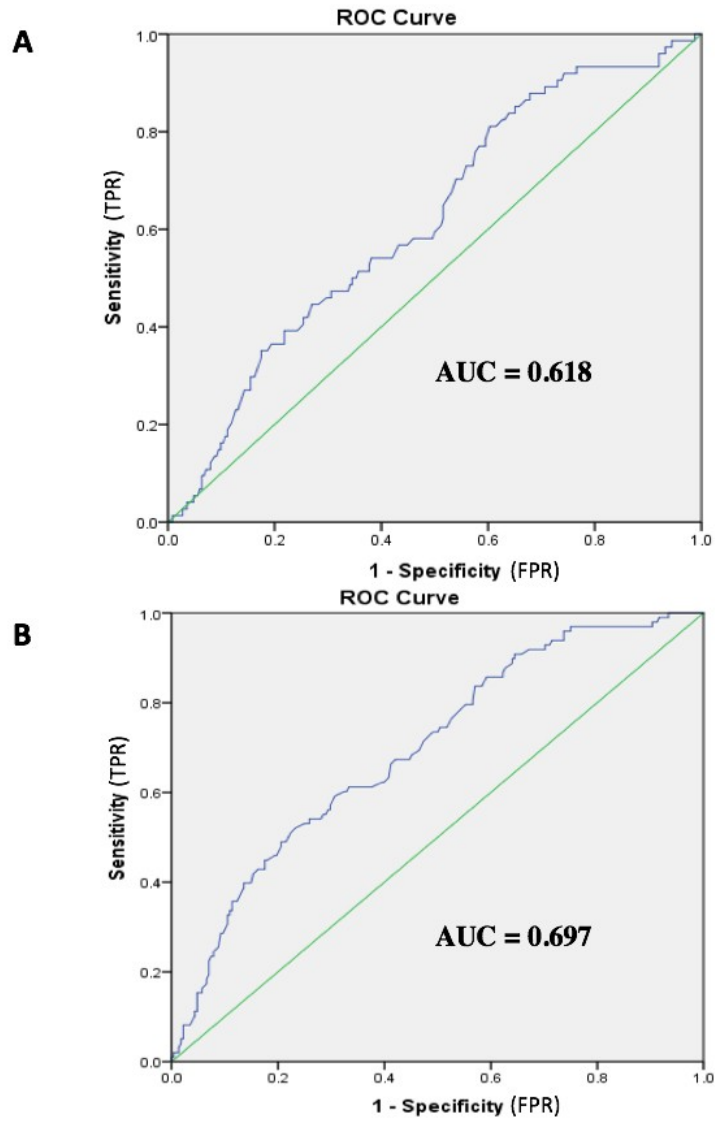 A
ROC Curve
1.0
0.8
0.6
0.4
0.2
0.0
Sensitivity (TPR)
AUC = 0.618
0.0 0.2 0.4 0.6 0.8 1.0
1 - Specificity (FPR)
B
ROC Curve
1.0
0.8
0.6
0.4
0.2
0.0
Sensitivity (TPR)
AUC = 0.697
0.0 0.2 0.4 0.6 0.8 1.0
1 - Specificity (FPR)